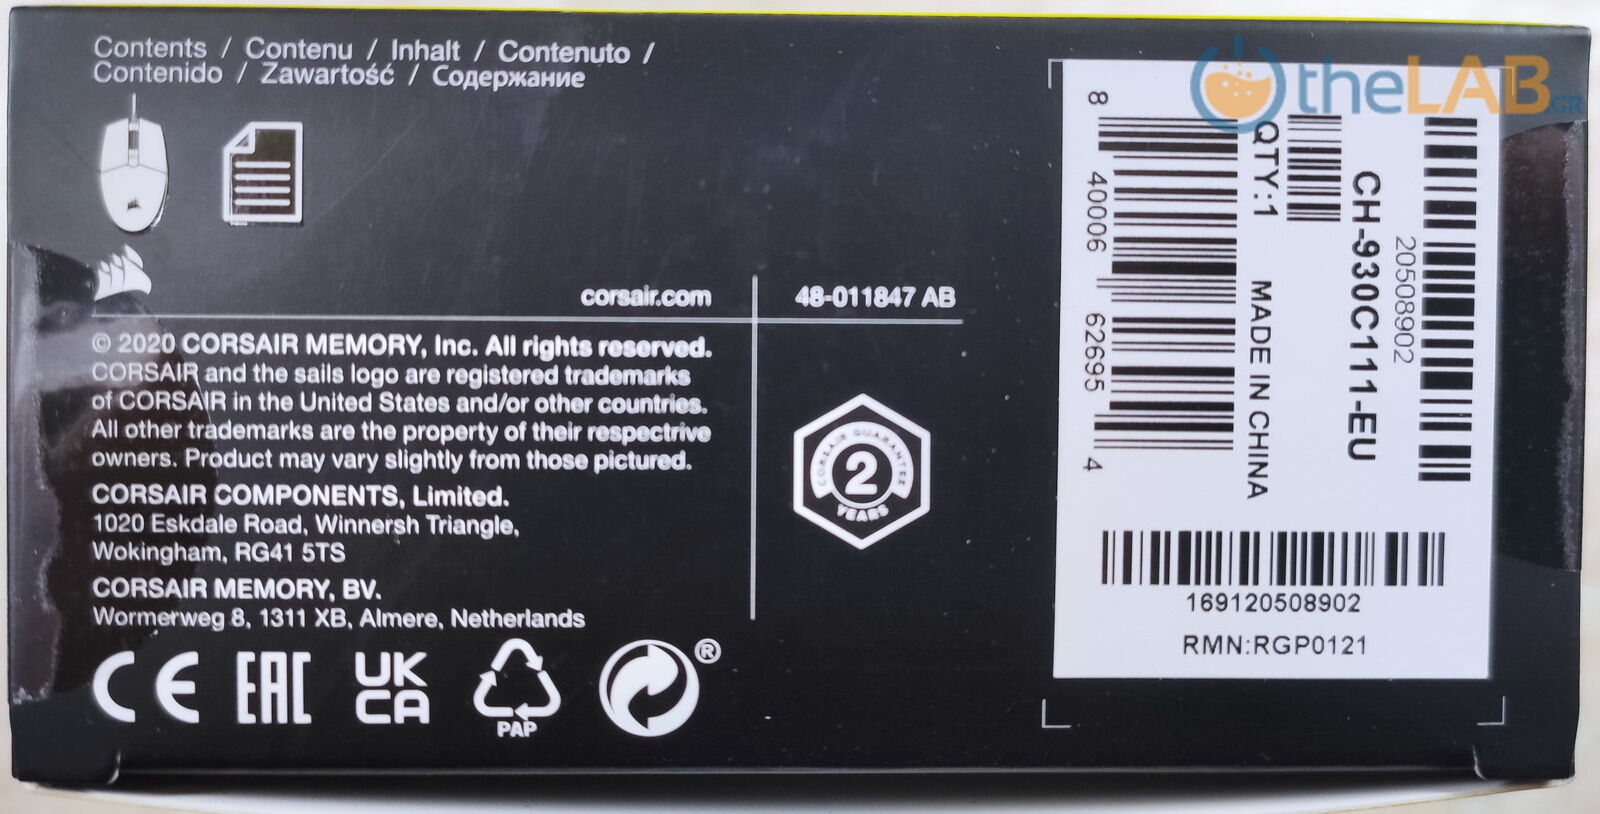 Contents / Contenu / Inhalt / Contenuto /
Contenido / Zawartość / Содержание
corsair.com
48-011847 AB
© 2020 CORSAIR MEMORY, Inc. All rights reserved.
CORSAIR and the sails logo are registered trademarks
of CORSAIR in the United States and/or other countries.
All other trademarks are the property of their respectrive
owners. Product may vary slightly from those pictured.
CORSAIR COMPONENTS, Limited.
1020 Eskdale Road, Winnersh Triangle,
Wokingham, RG41 5TS
CORSAIR MEMORY, BV.
Wormerweg 8, 1311 XB, Almere, Netherlands
CE EAC UK
CA
PAP
®
CORSAIR GUARANTEE
2
YEARS
theLAB.GR
8 40006 62695 4
QTY:1 MADE IN CHINA
CH-930C111-EU
20508902
169120508902
RMN:RGP0121